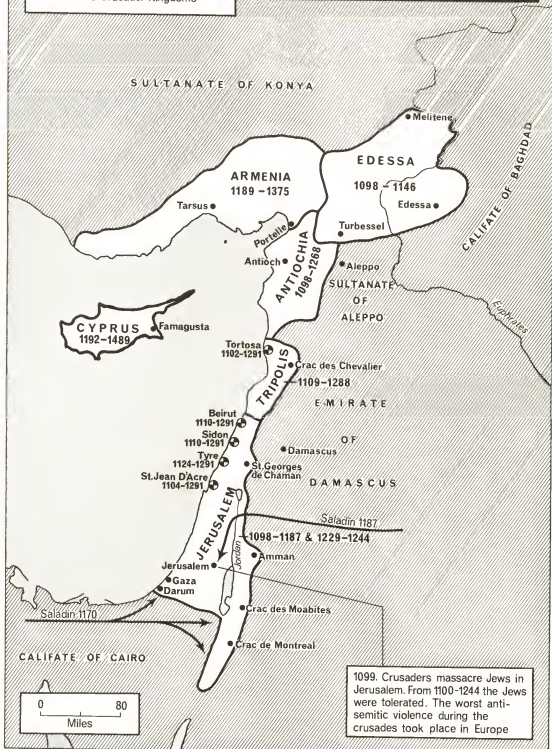 Crusader Kingdoms
SULTANATE OF KONYA
Melitene
ARMENIA
1189-1375
EDESSA
1098-1146
CALIFATE OF BAGHDAD
Tarsus
Edessa
Portelle
Turbessel
Antioch
ANTIOCHIA
1098-1268
Aleppo
SULTANATE
OF
ALEPPO
Euphrates
CYPRUS
1192-1489
Famagusta
Tortosa
1102-1291
TRIPOLIS
Crac des Chevalier
1109-1288
EMIRATE
OF
DAMASCUS
Beirut
1110-1291
Sidon
1110-1291
Damascus
Tyre
1124-1291
St.Georges
de Chaman
St.Jean D'Acre
1104-1291
Saladin 1187
JERUSALEM
1098-1187 & 1229-1244
Jordan
Amman
Jerusalem
Gaza
Darum
Crac des Moabites
Saladin 1170
Crac de Montreal
CALIFATE OF CAIRO
0 80
Miles
1099. Crusaders massacre Jews in
Jerusalem. From 1100-1244 the Jews
were tolerated. The worst anti-
semitic violence during the
crusades took place in Europe